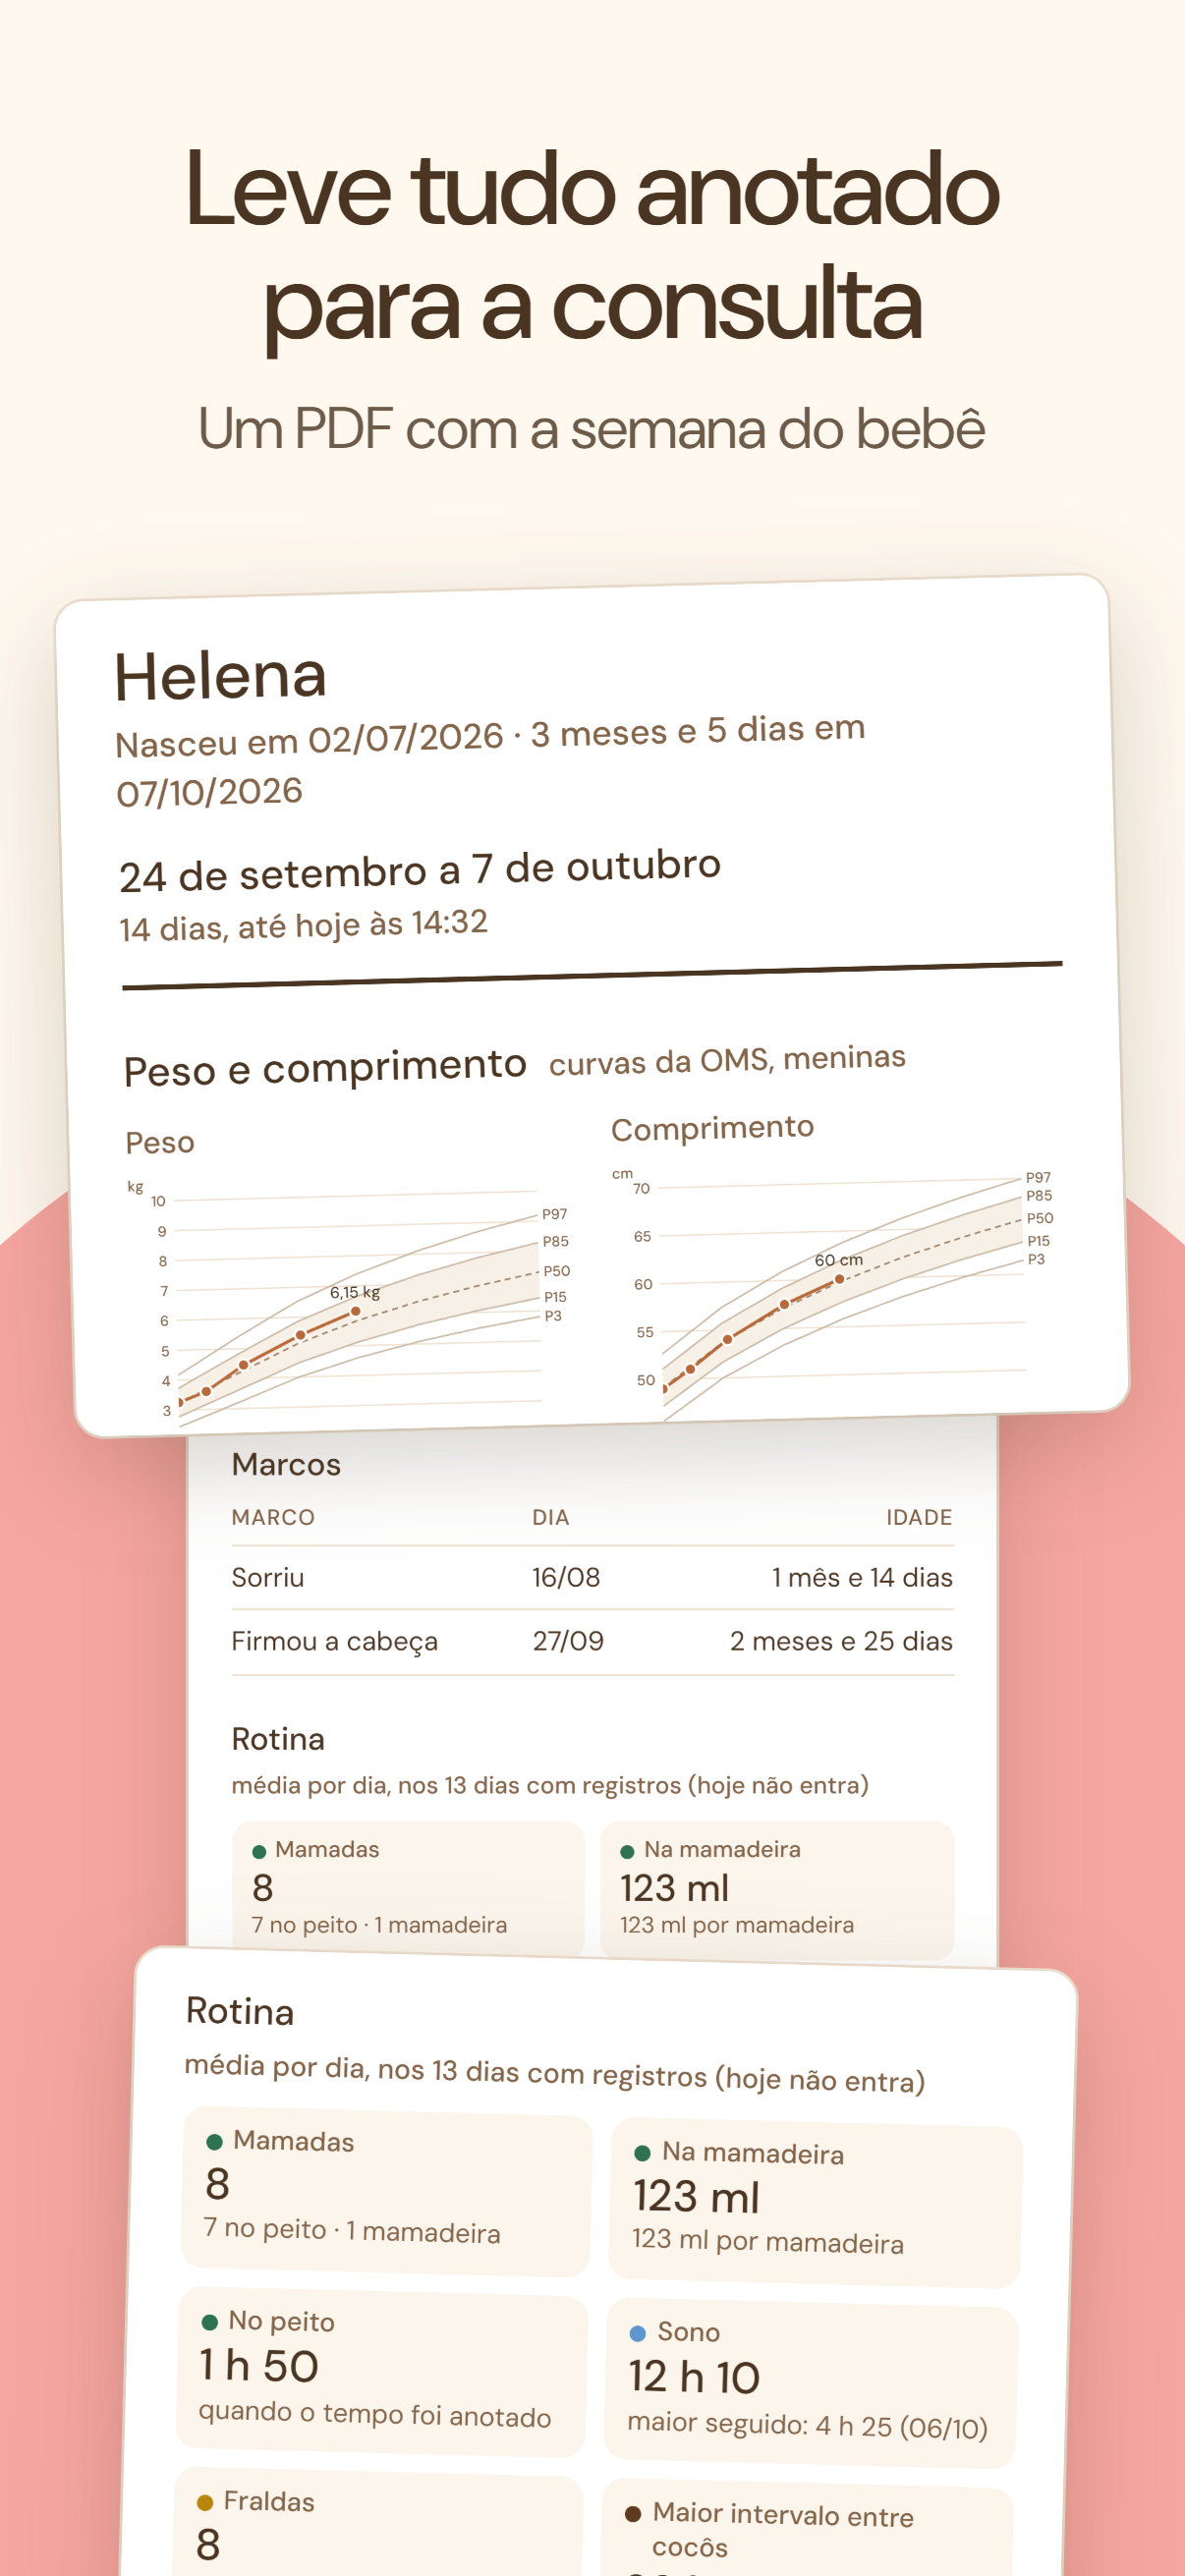 Leve tudo anotado
para a consulta
Um PDF com a semana do bebê
Helena
Nasceu em 02/07/2026 · 3 meses e 5 dias em
07/10/2026
24 de setembro a 7 de outubro
14 dias, até hoje às 14:32
Peso e comprimento curvas da OMS, meninas
Peso
kg
10
9
8
7
6
5
4
3
6,15 kg
P97
P85
P50
P15
P3
Comprimento
cm
70
65
60
55
50
60 cm
P97
P85
P50
P15
P3
Marcos
MARCO DIA IDADE
Sorriu 16/08 1 mês e 14 dias
Firmou a cabeça 27/09 2 meses e 25 dias
Rotina
média por dia, nos 13 dias com registros (hoje não entra)
Mamadas
8
7 no peito · 1 mamadeira
Na mamadeira
123 ml
123 ml por mamadeira
Rotina
média por dia, nos 13 dias com registros (hoje não entra)
Mamadas
8
7 no peito · 1 mamadeira
Na mamadeira
123 ml
123 ml por mamadeira
No peito
1 h 50
quando o tempo foi anotado
Sono
12 h 10
maior seguido: 4 h 25 (06/10)
Fraldas
8
Maior intervalo entre
cocôs